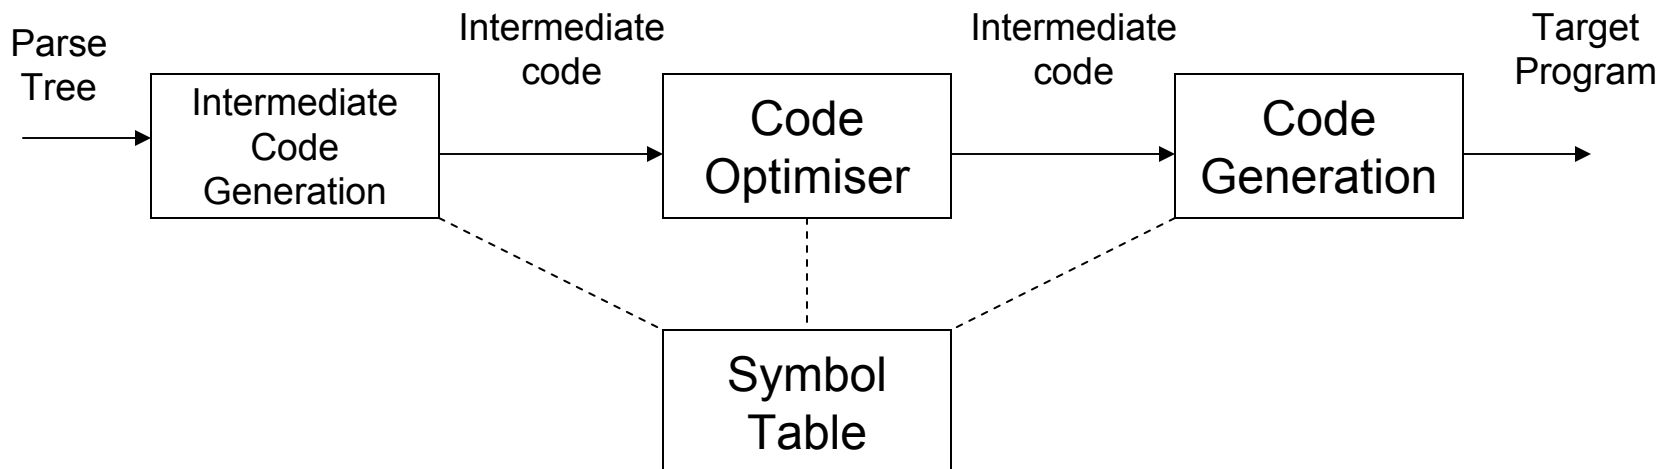 Parse
Tree
Intermediate
Code
Generation
Intermediate
code
Code
Optimiser
Intermediate
code
Code
Generation
Target
Program
Symbol
Table